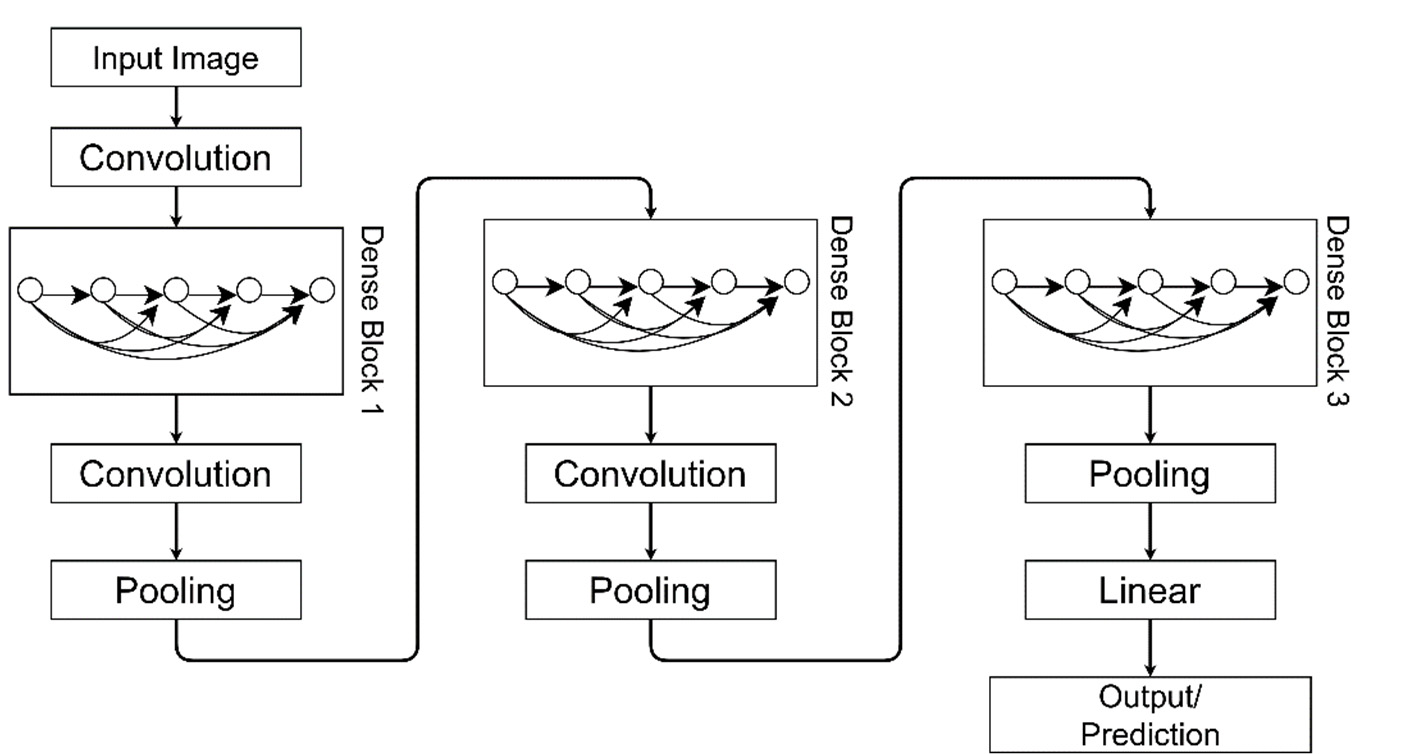 Input Image
Convolution
Dense Block 1
Convolution
Pooling
Dense Block 2
Convolution
Pooling
Dense Block 3
Pooling
Linear
Output/
Prediction